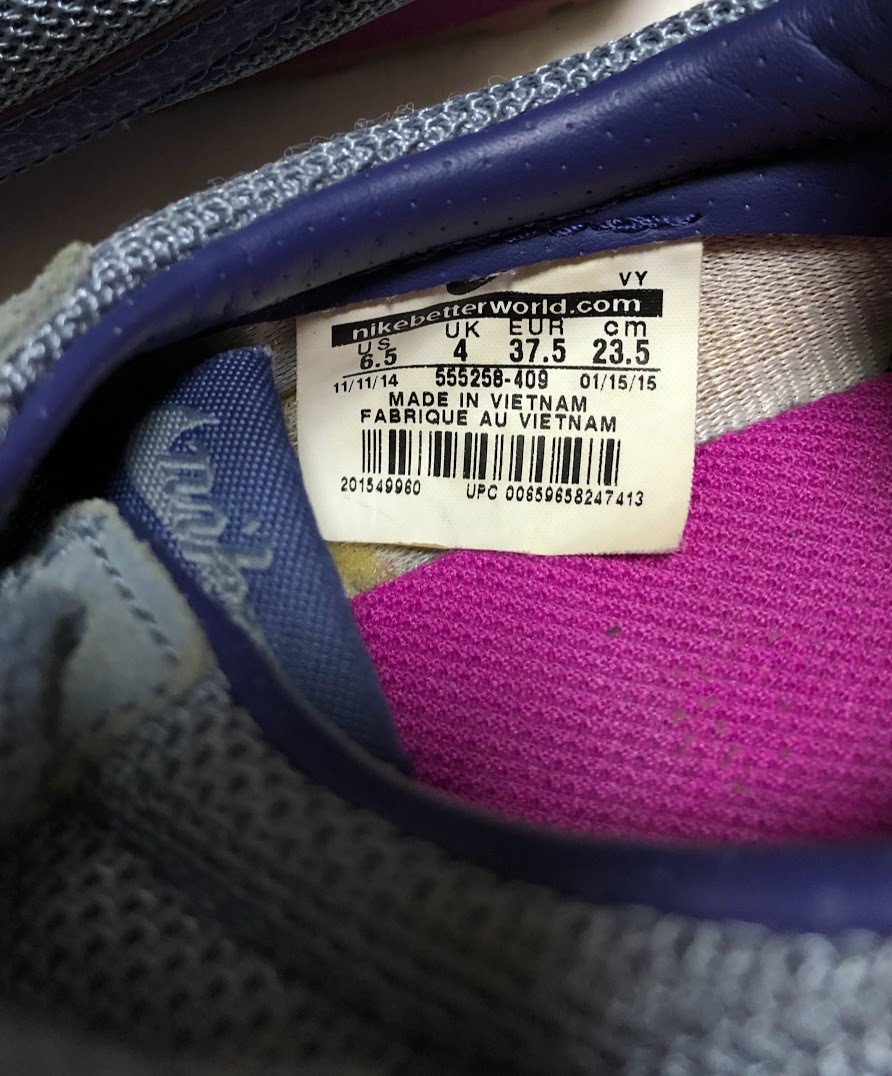 VY
nikebetterworld.com
US UK EUR cm
6.5 4 37.5 23.5
11/11/14 555258-409 01/15/15
MADE IN VIETNAM
FABRIQUE AU VIETNAM
201549960 UPC 00659658247413